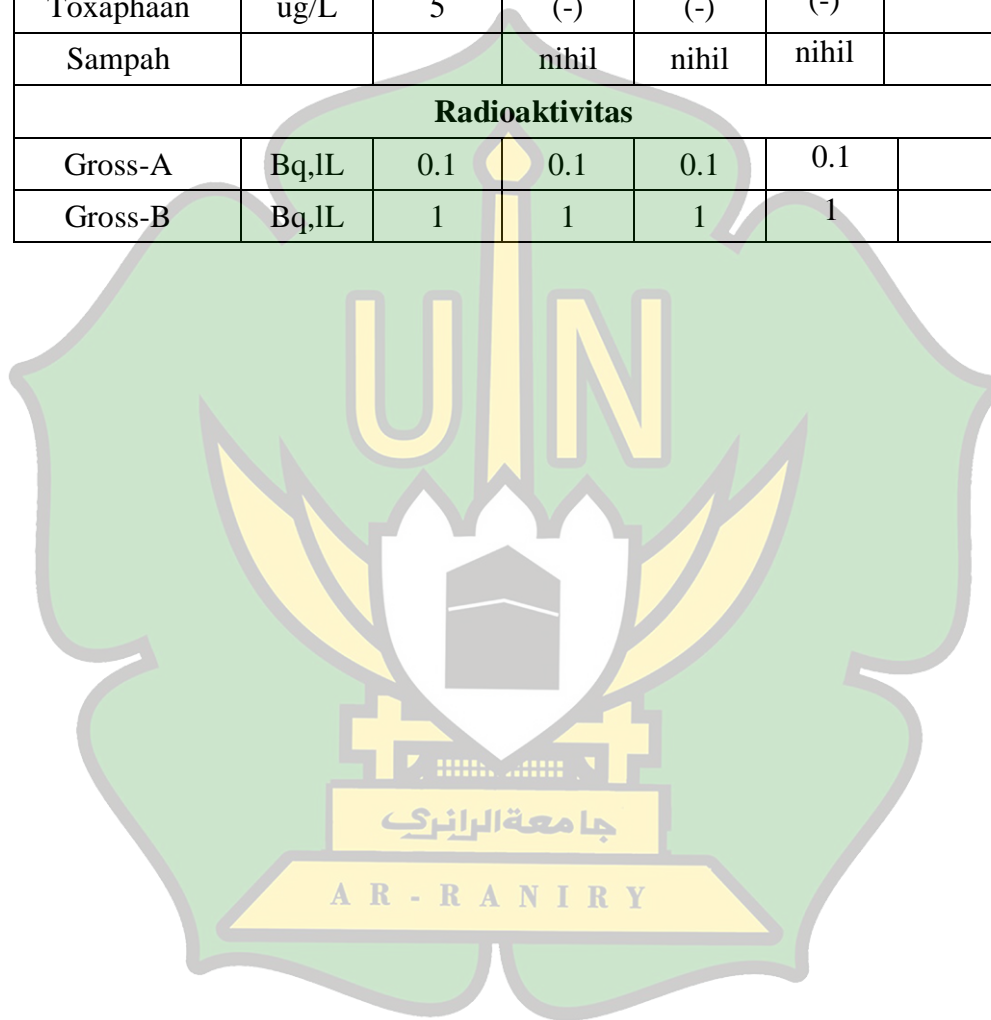 Toxaphaan ug/L 5 (-) (-) (-)
Sampah nihil nihil nihil
Radioaktivitas
Gross-A Bq,lL 0.1 0.1 0.1 0.1
Gross-B Bq,lL 1 1 1 1
UIN
جامعةالرانري
AR-RANIRY